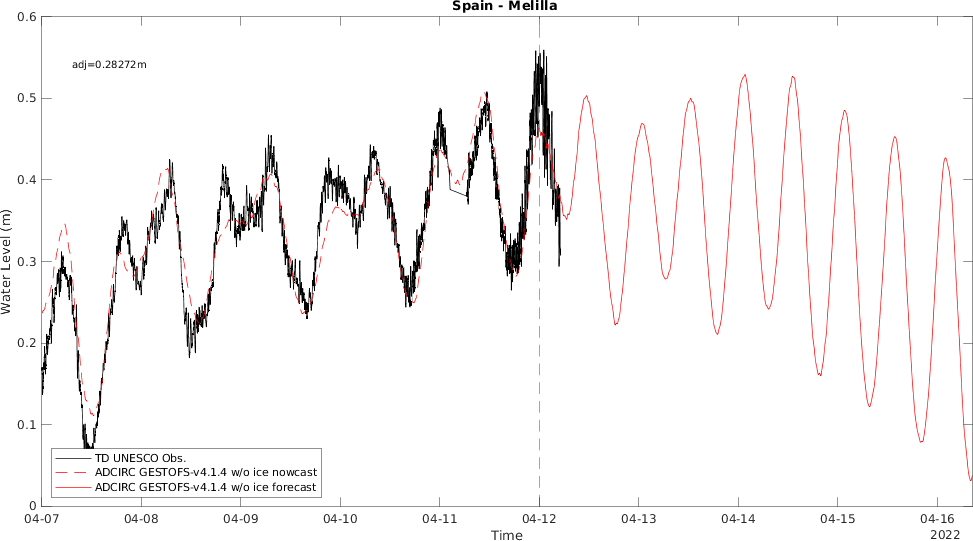 Spain - Melilla
adj=0.28272m
0.6
0.5
0.4
0.3
0.2
0.1
0
Water Level (m)
TD UNESCO Obs.
ADCIRC GESTOFS-v4.1.4 w/o ice nowcast
ADCIRC GESTOFS-v4.1.4 w/o ice forecast
04-07 04-08 04-09 04-10 04-11 04-12 04-13 04-14 04-15 04-16
2022
Time